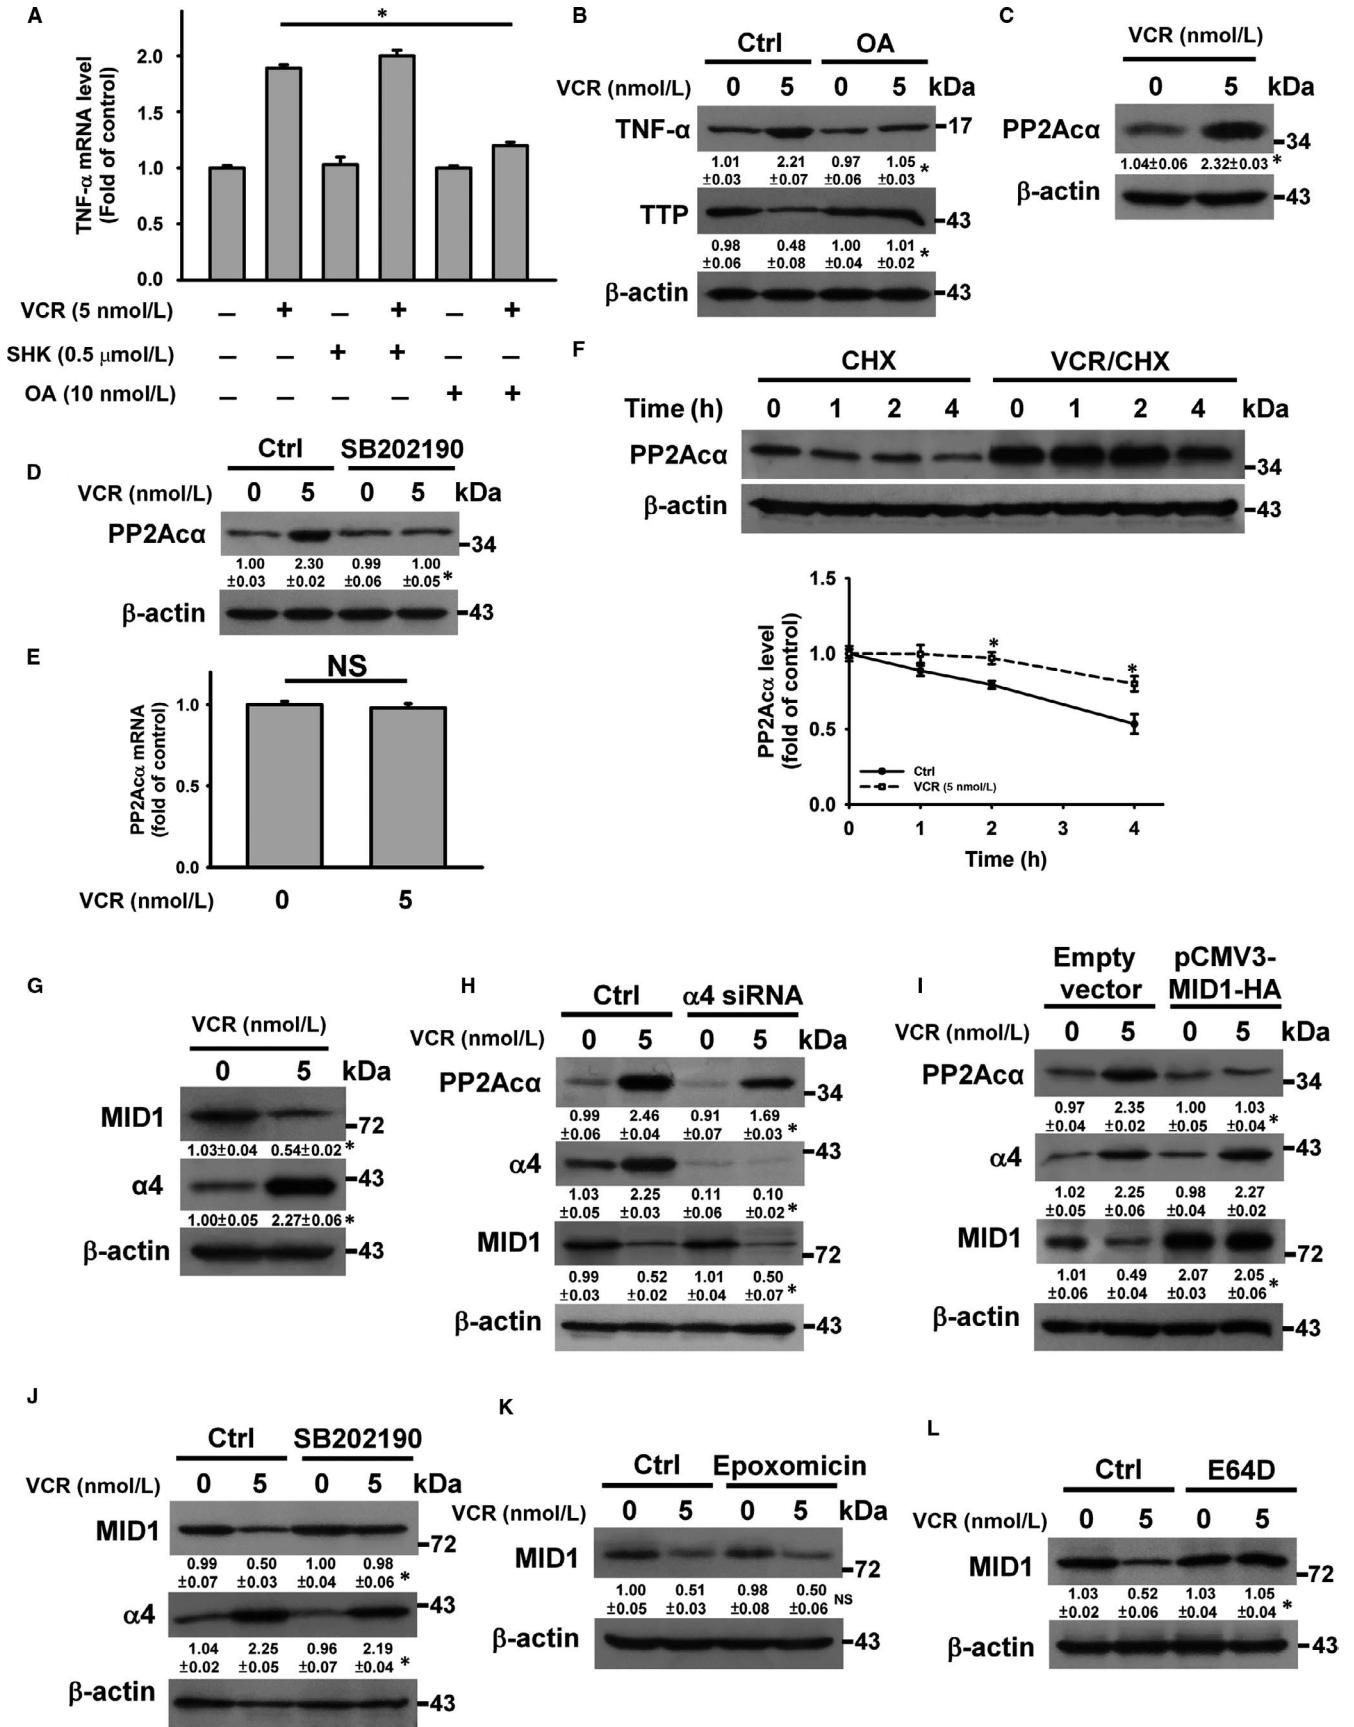 A
*
TNF-α mRNA level
(Fold of control)
2.0
1.5
1.0
0.5
0.0
VCR (5 nmol/L) – + – + – +
SHK (0.5 μmol/L) – – + + – –
OA (10 nmol/L) – – – – + +
B
Ctrl OA
VCR (nmol/L) 0 5 0 5 kDa
TNF-α 17
1.01 2.21 0.97 1.05
±0.03 ±0.07 ±0.06 ±0.03 *
TTP 43
0.98 0.48 1.00 1.01
±0.06 ±0.08 ±0.04 ±0.02 *
β-actin 43
C
VCR (nmol/L)
0 5 kDa
PP2Acα 34
1.04±0.06 2.32±0.03 *
β-actin 43
D
Ctrl SB202190
VCR (nmol/L) 0 5 0 5 kDa
PP2Acα 34
1.00 2.30 0.99 1.00
±0.03 ±0.02 ±0.06 ±0.05 *
β-actin 43
E
NS
PP2Acα mRNA
(fold of control)
1.0
0.5
0.0
VCR (nmol/L) 0 5
F
CHX VCR/CHX
Time (h) 0 1 2 4 0 1 2 4 kDa
PP2Acα 34
β-actin 43
PP2Acα level
(fold of control)
1.5
1.0
0.5
0.0
* *
Ctrl
VCR (5 nmol/L)
0 1 2 3 4
Time (h)
G
VCR (nmol/L)
0 5 kDa
MID1 72
1.03±0.04 0.54±0.02 *
α4 43
1.00±0.05 2.27±0.06 *
β-actin 43
H
Ctrl α4 siRNA
VCR (nmol/L) 0 5 0 5 kDa
PP2Acα 34
0.99 2.46 0.91 1.69
±0.06 ±0.04 ±0.07 ±0.03 *
α4 43
1.03 2.25 0.11 0.10
±0.05 ±0.03 ±0.06 ±0.02 *
MID1 72
0.99 0.52 1.01 0.50
±0.03 ±0.02 ±0.04 ±0.07 *
β-actin 43
I
Empty pCMV3-
vector MID1-HA
VCR (nmol/L) 0 5 0 5 kDa
PP2Acα 34
0.97 2.35 1.00 1.03
±0.04 ±0.02 ±0.05 ±0.04 *
α4 43
1.02 2.25 0.98 2.27
±0.05 ±0.06 ±0.04 ±0.02
MID1 72
1.01 0.49 2.07 2.05
±0.06 ±0.04 ±0.03 ±0.06 *
β-actin 43
J
Ctrl SB202190
VCR (nmol/L) 0 5 0 5 kDa
MID1 72
0.99 0.50 1.00 0.98
±0.07 ±0.03 ±0.04 ±0.06 *
α4 43
1.04 2.25 0.96 2.19
±0.02 ±0.05 ±0.07 ±0.04 *
β-actin 43
K
Ctrl Epoxomicin
VCR (nmol/L) 0 5 0 5 kDa
MID1 72
1.00 0.51 0.98 0.50
±0.05 ±0.03 ±0.08 ±0.06 NS
β-actin 43
L
Ctrl E64D
VCR (nmol/L) 0 5 0 5 kDa
MID1 72
1.03 0.52 1.03 1.05
±0.02 ±0.06 ±0.04 ±0.04 *
β-actin 43